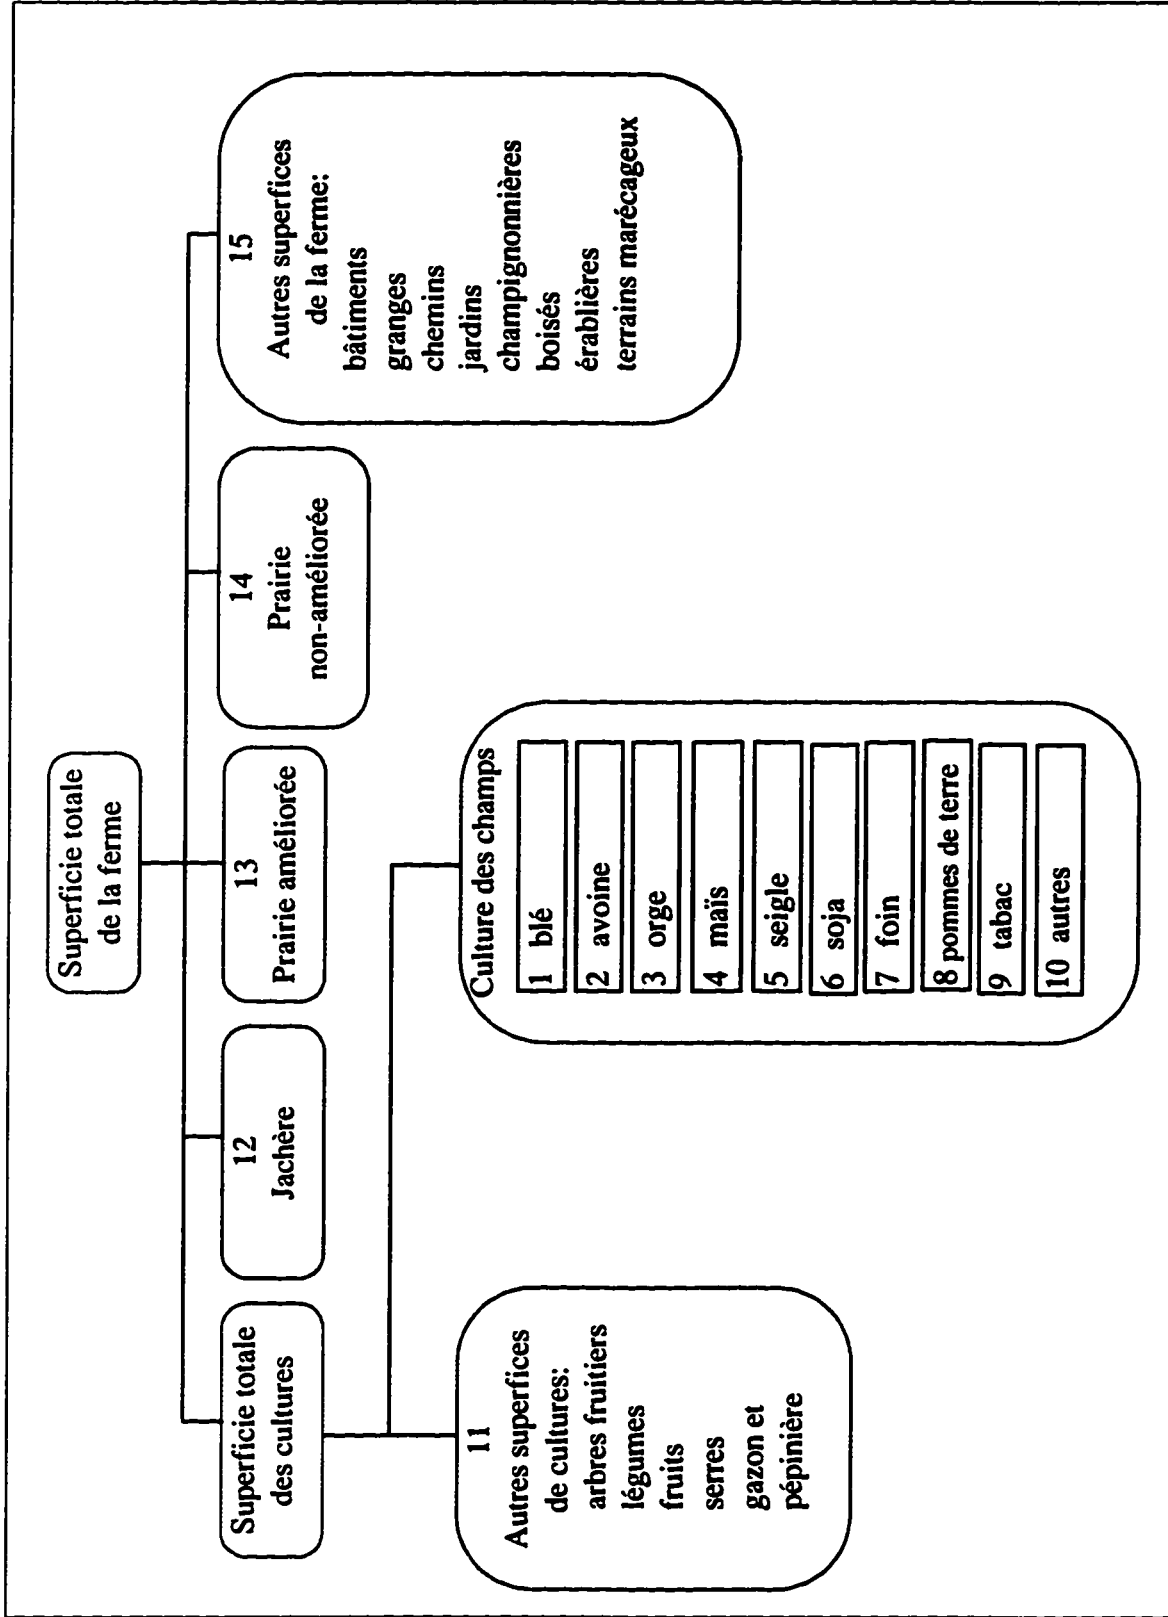 Superficie totale
de la ferme
Superficie totale
des cultures
12
Jachère
13
Prairie améliorée
14
Prairie
non-améliorée
15
Autres superfices
de la ferme:
bâtiments
granges
chemins
jardins
champignonnières
boisés
érablières
terrains marécageux
11
Autres superfices
de cultures:
arbres fruitiers
légumes
fruits
serres
gazon et
pépinière
Culture des champs
1 blé
2 avoine
3 orge
4 maïs
5 seigle
6 soja
7 foin
8 pommes de terre
9 tabac
10 autres